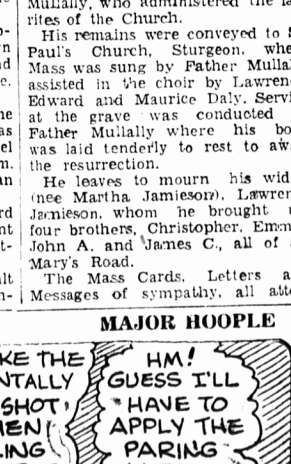 Mullally, who administered the la
rites of the Church.
His remains were conveyed to S
Paul's Church, Sturgeon, whe
Mass was sung by Father Mullal
assisted in the choir by Lawrenc
Edward and Maurice Daly. Servi
at the grave was conducted
Father Mullally where his bo
was laid tenderly to rest to aw
the resurrection.
He leaves to mourn his wid
(nee Martha Jamieson), Lawren
Jamieson, whom he brought
four brothers, Christopher, Emm
John A. and James C., all of
Mary's Road.
The Mass Cards, Letters a
Messages of sympathy, all att
MAJOR HOOPLE
KE THE
NTALLY
SHOT
HEN
LING
HM!
GUESS I'LL
HAVE TO
APPLY THE
PARING